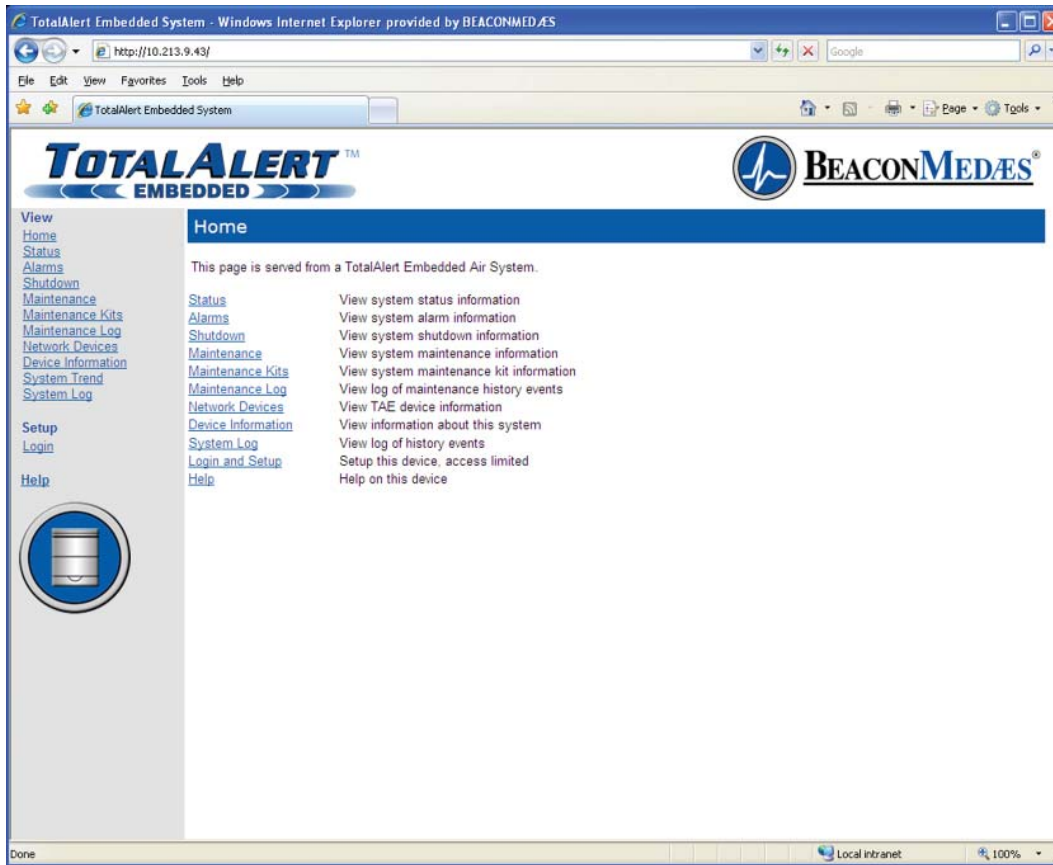 TotalAlert Embedded System - Windows Internet Explorer provided by BEACONMEDÆS
http://10.213.9.43/
Google
File Edit View Favorites Tools Help
TotalAlert Embedded System
Page Tools
TOTALALERT™
EMBEDDED
BEACONMEDÆS®
View
Home
Status
Alarms
Shutdown
Maintenance
Maintenance Kits
Maintenance Log
Network Devices
Device Information
System Trend
System Log
Setup
Login
Help
Home
This page is served from a TotalAlert Embedded Air System.
Status View system status information
Alarms View system alarm information
Shutdown View system shutdown information
Maintenance View system maintenance information
Maintenance Kits View system maintenance kit information
Maintenance Log View log of maintenance history events
Network Devices View TAE device information
Device Information View information about this system
System Log View log of history events
Login and Setup Setup this device, access limited
Help Help on this device
Done
Local intranet
100%